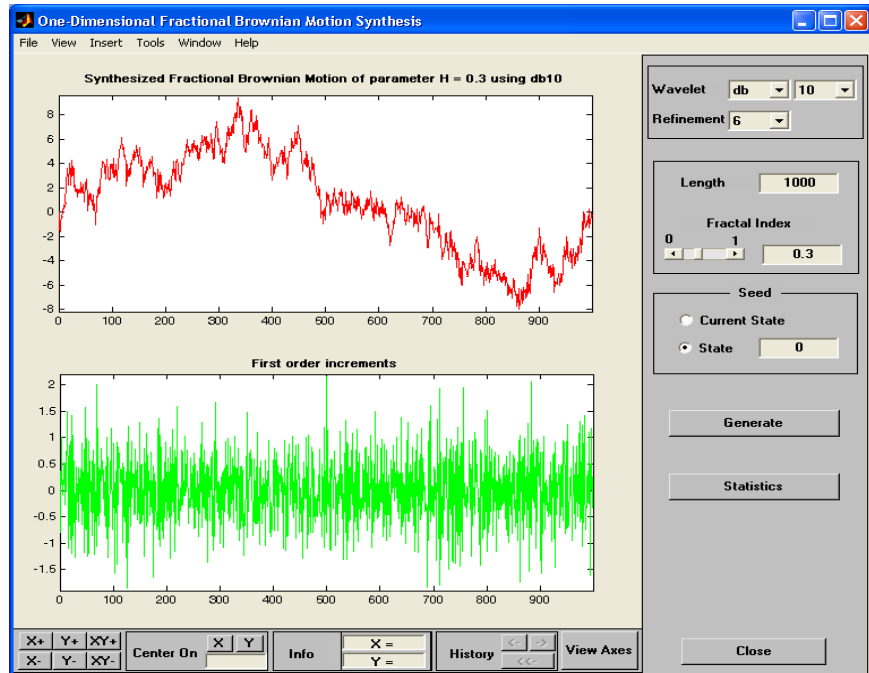 One-Dimensional Fractional Brownian Motion Synthesis
File View Insert Tools Window Help
Synthesized Fractional Brownian Motion of parameter H = 0.3 using db10
8
6
4
2
0
-2
-4
-6
-8
0 100 200 300 400 500 600 700 800 900
First order increments
2
1.5
1
0.5
0
-0.5
-1
-1.5
0 100 200 300 400 500 600 700 800 900
Wavelet db 10
Refinement 6
Length 1000
Fractal Index
0 1
0.3
Seed
Current State
State 0
Generate
Statistics
Close
X+ Y+ XY+
X- Y- XY-
Center On X Y
Info X =
Y =
History <- ->
<<-
View Axes